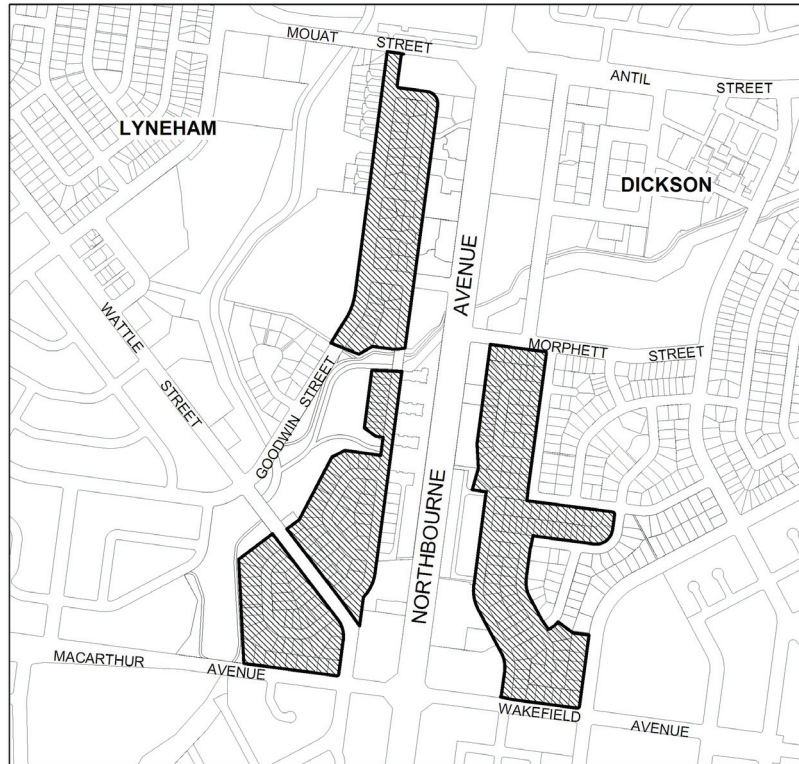 MOUAT STREET
ANTIL STREET
LYNEHAM
DICKSON
AVENUE
WATTLE STREET
MORPHETT STREET
GOODWIN STREET
NORTHBOURNE
MACARTHUR AVENUE
WAKEFIELD AVENUE